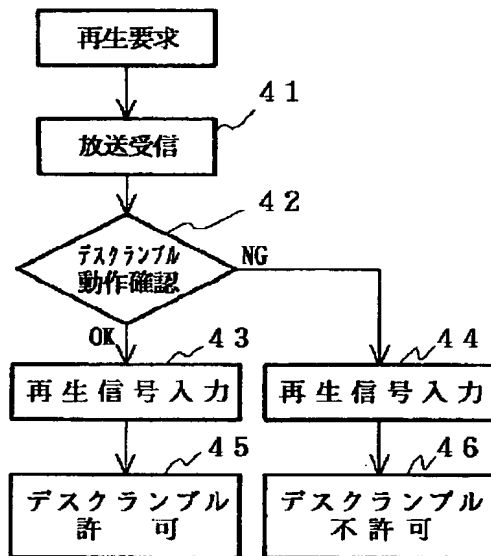 再生要求
41
放送受信
42
デスクランブル
動作確認
NG
OK
43
44
再生信号入力
再生信号入力
45
46
デスクランブル
許可
デスクランブル
不許可